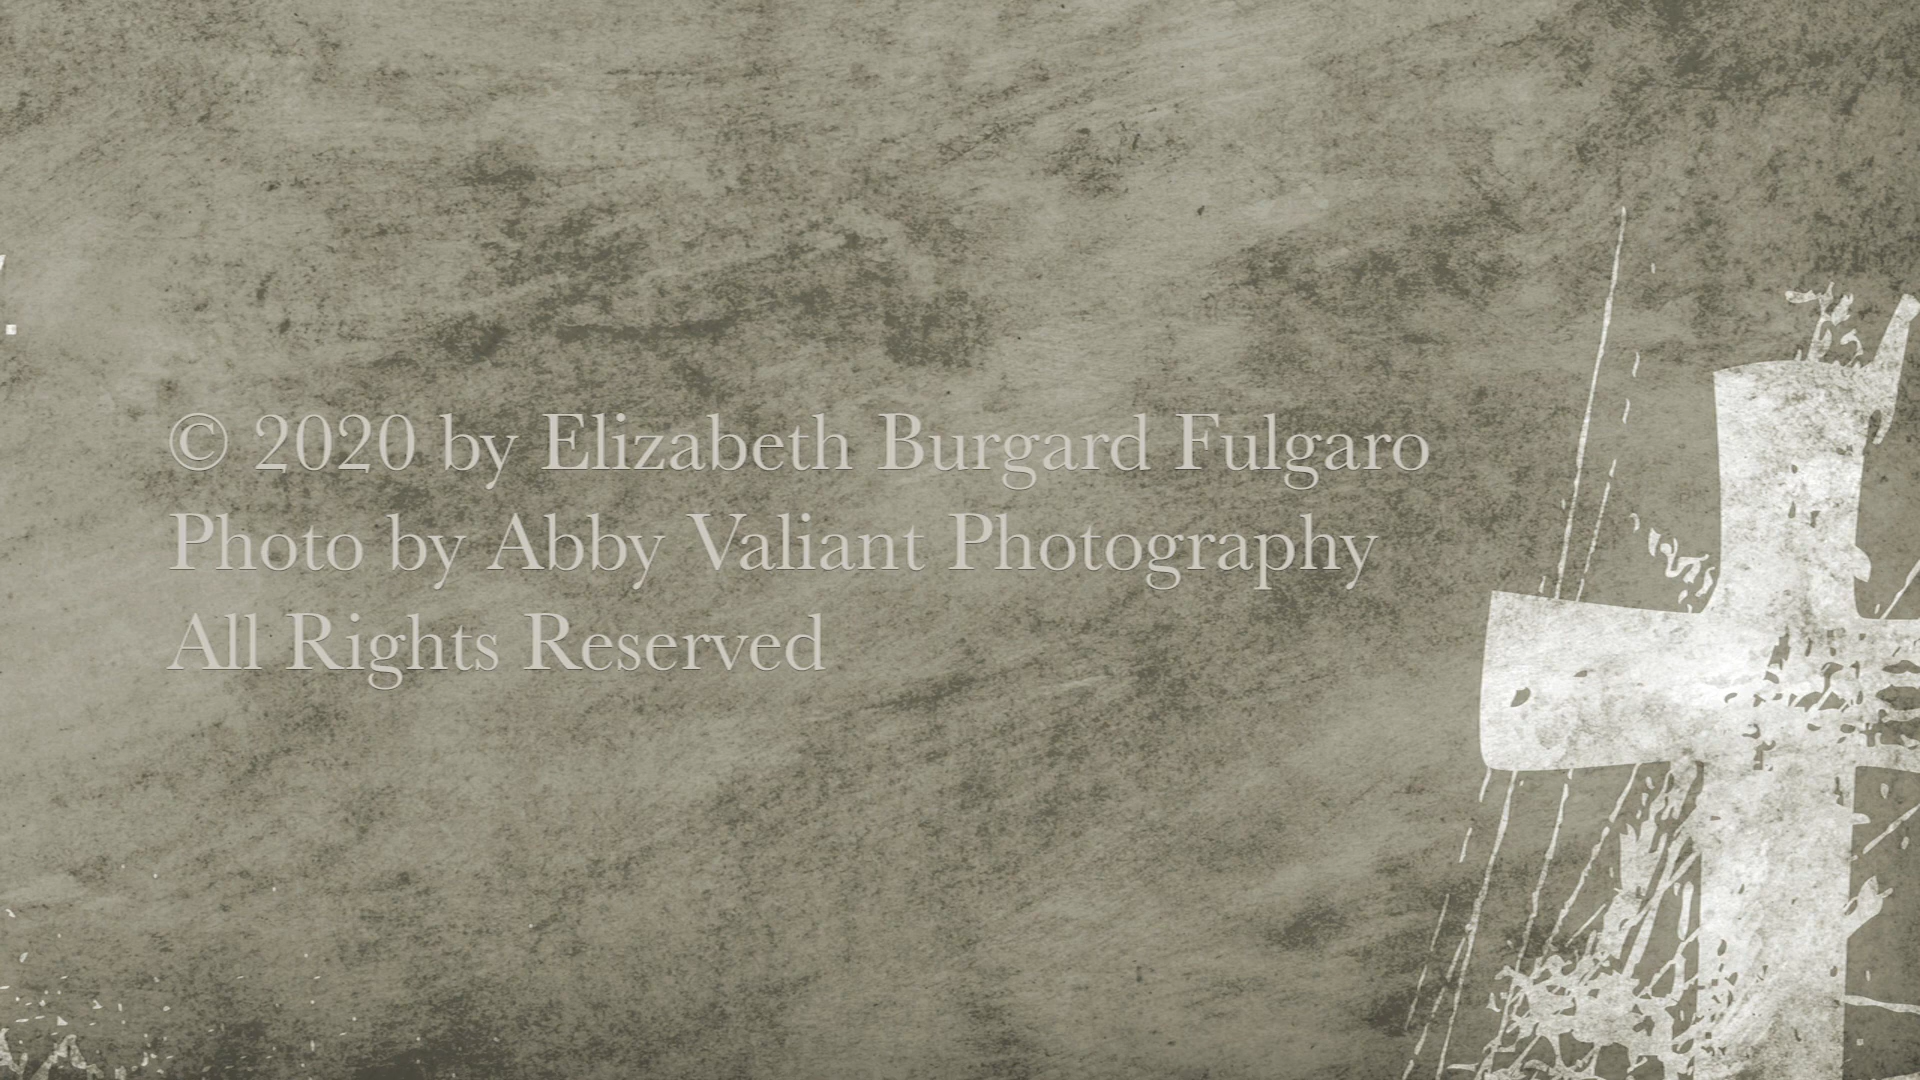 © 2020 by Elizabeth Burgard Fulgaro
Photo by Abby Valiant Photography
All Rights Reserved